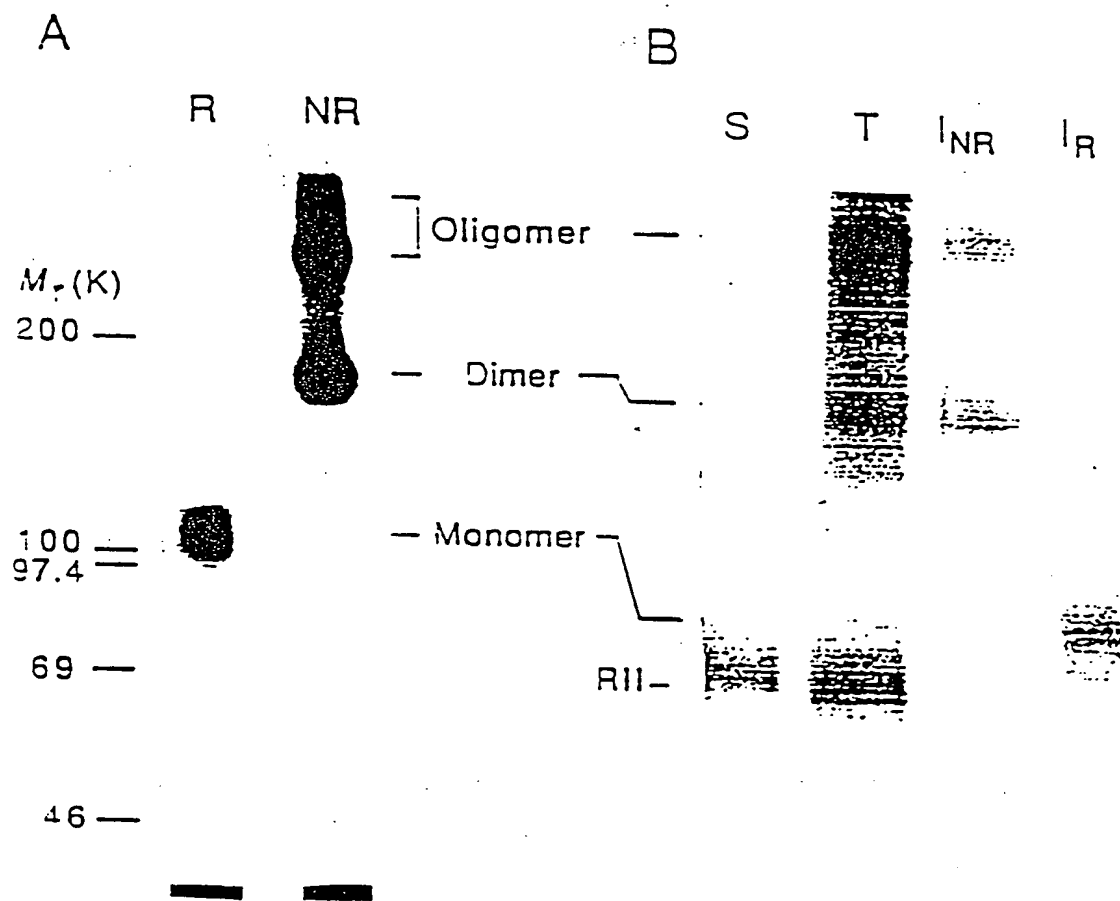 A
B
R NR
S T I_NR I_R
Oligomer
M_r (K)
200
Dimer
100
Monomer
97.4
69
RII
46